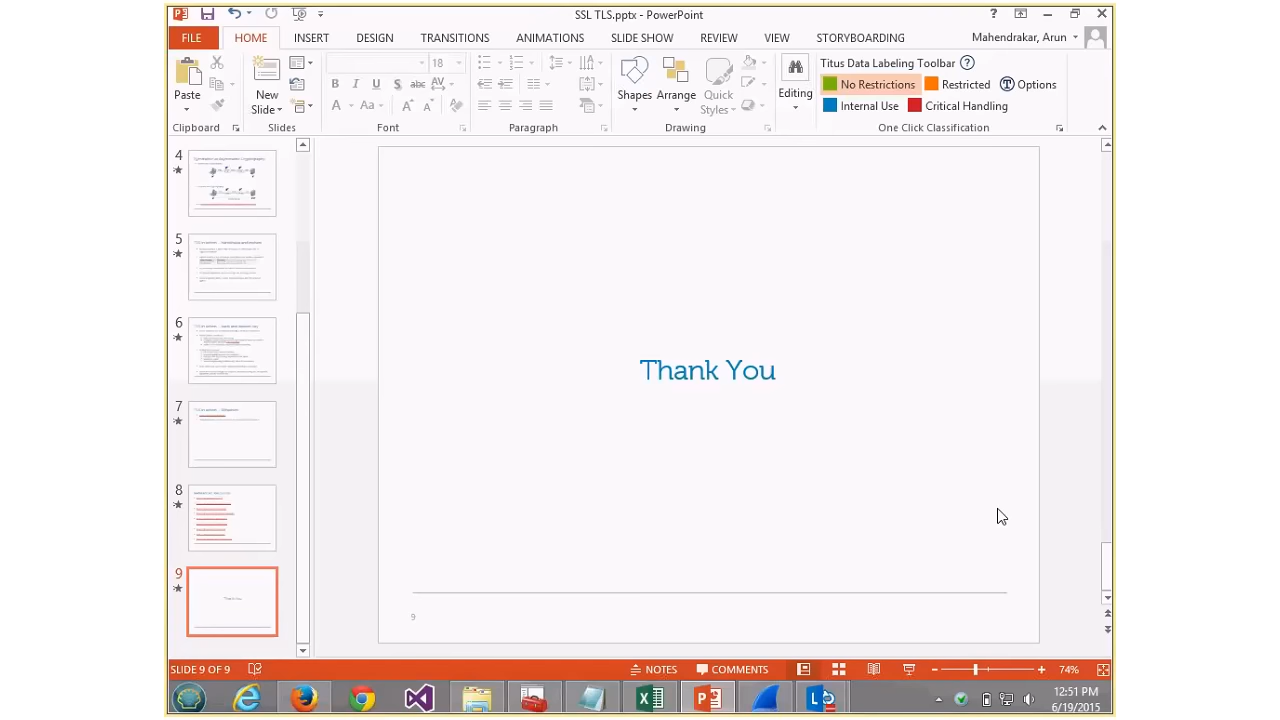 SSL TLS.pptx - PowerPoint
FILE HOME INSERT DESIGN TRANSITIONS ANIMATIONS SLIDE SHOW REVIEW VIEW STORYBOARDING Mahendrakar, Arun
Paste
New
Slide
18
Shapes
Arrange
Quick
Styles
Editing
Titus Data Labeling Toolbar
No Restrictions Restricted Options
Internal Use Critical Handling
Clipboard Slides Font Paragraph Drawing One Click Classification
4
5
6
7
8
9
Thank You
9
SLIDE 9 OF 9 NOTES COMMENTS 74%
12:51 PM
6/19/2015